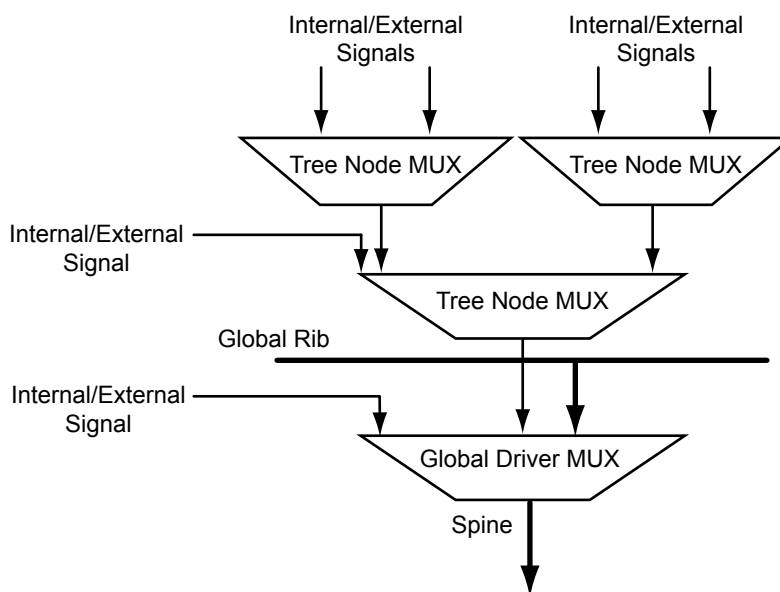 Internal/External
Signals
Internal/External
Signals
Tree Node MUX
Tree Node MUX
Internal/External
Signal
Tree Node MUX
Global Rib
Internal/External
Signal
Global Driver MUX
Spine